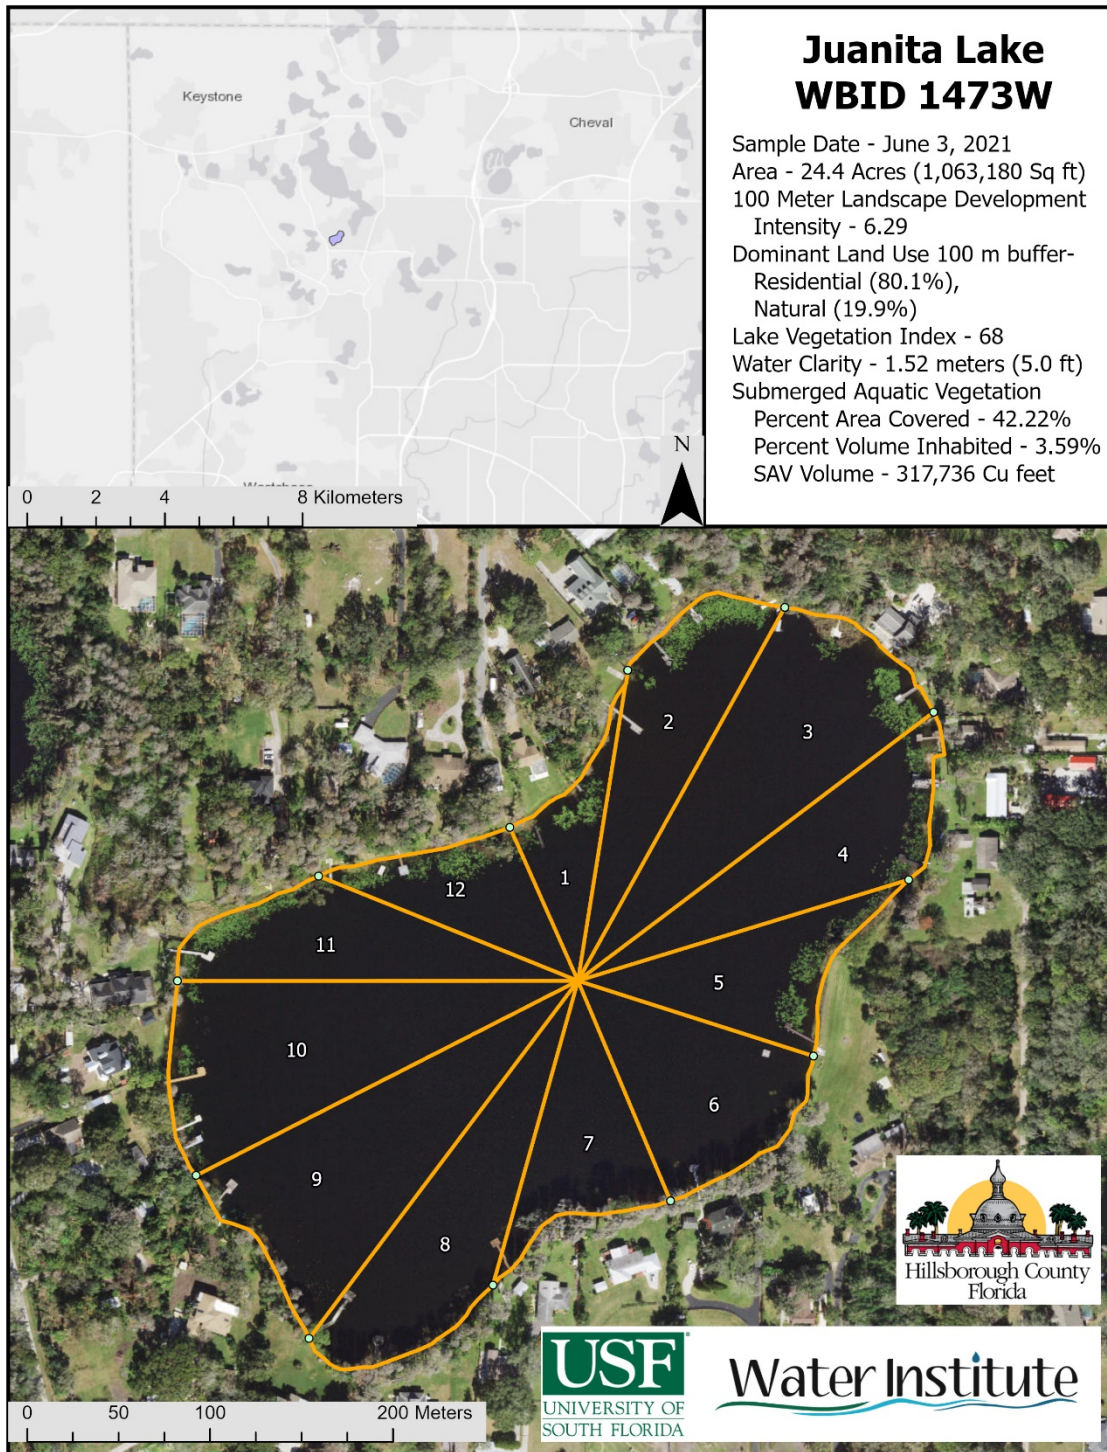 Juanita Lake
WBID 1473W
Sample Date - June 3, 2021
Area - 24.4 Acres (1,063,180 Sq ft)
100 Meter Landscape Development
Intensity - 6.29
Dominant Land Use 100 m buffer-
Residential (80.1%),
Natural (19.9%)
Lake Vegetation Index - 68
Water Clarity - 1.52 meters (5.0 ft)
Submerged Aquatic Vegetation
Percent Area Covered - 42.22%
Percent Volume Inhabited - 3.59%
SAV Volume - 317,736 Cu feet
Keystone
Cheval
N
0 2 4 8 Kilometers
2
3
4
1
12
11
5
10
6
7
9
8
Hillsborough County
Florida
USF
UNIVERSITY OF
SOUTH FLORIDA
Water Institute
0 50 100 200 Meters